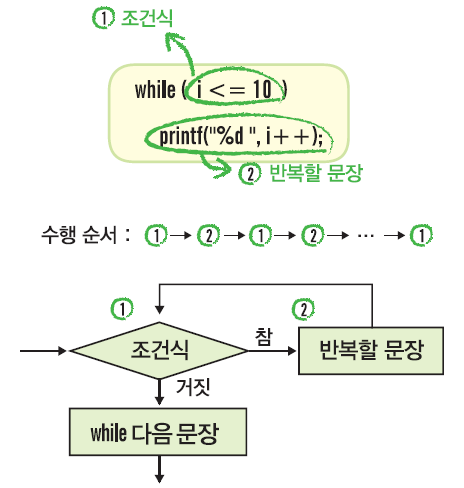 ① 조건식
while ( i <= 10 )
printf("%d ", i++);
② 반복할 문장
수행 순서 : ① → ② → ① → ② → ⋯ → ①
① ②
조건식 참 반복할 문장
거짓
while 다음 문장